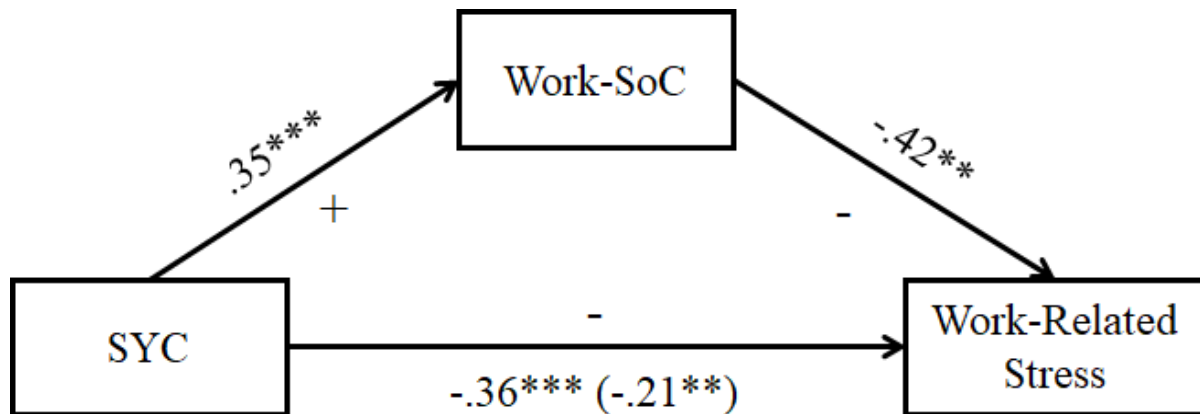 Work-SoC
.35***
-.42**
+
-
SYC
-
Work-Related
Stress
-.36*** (-.21**)